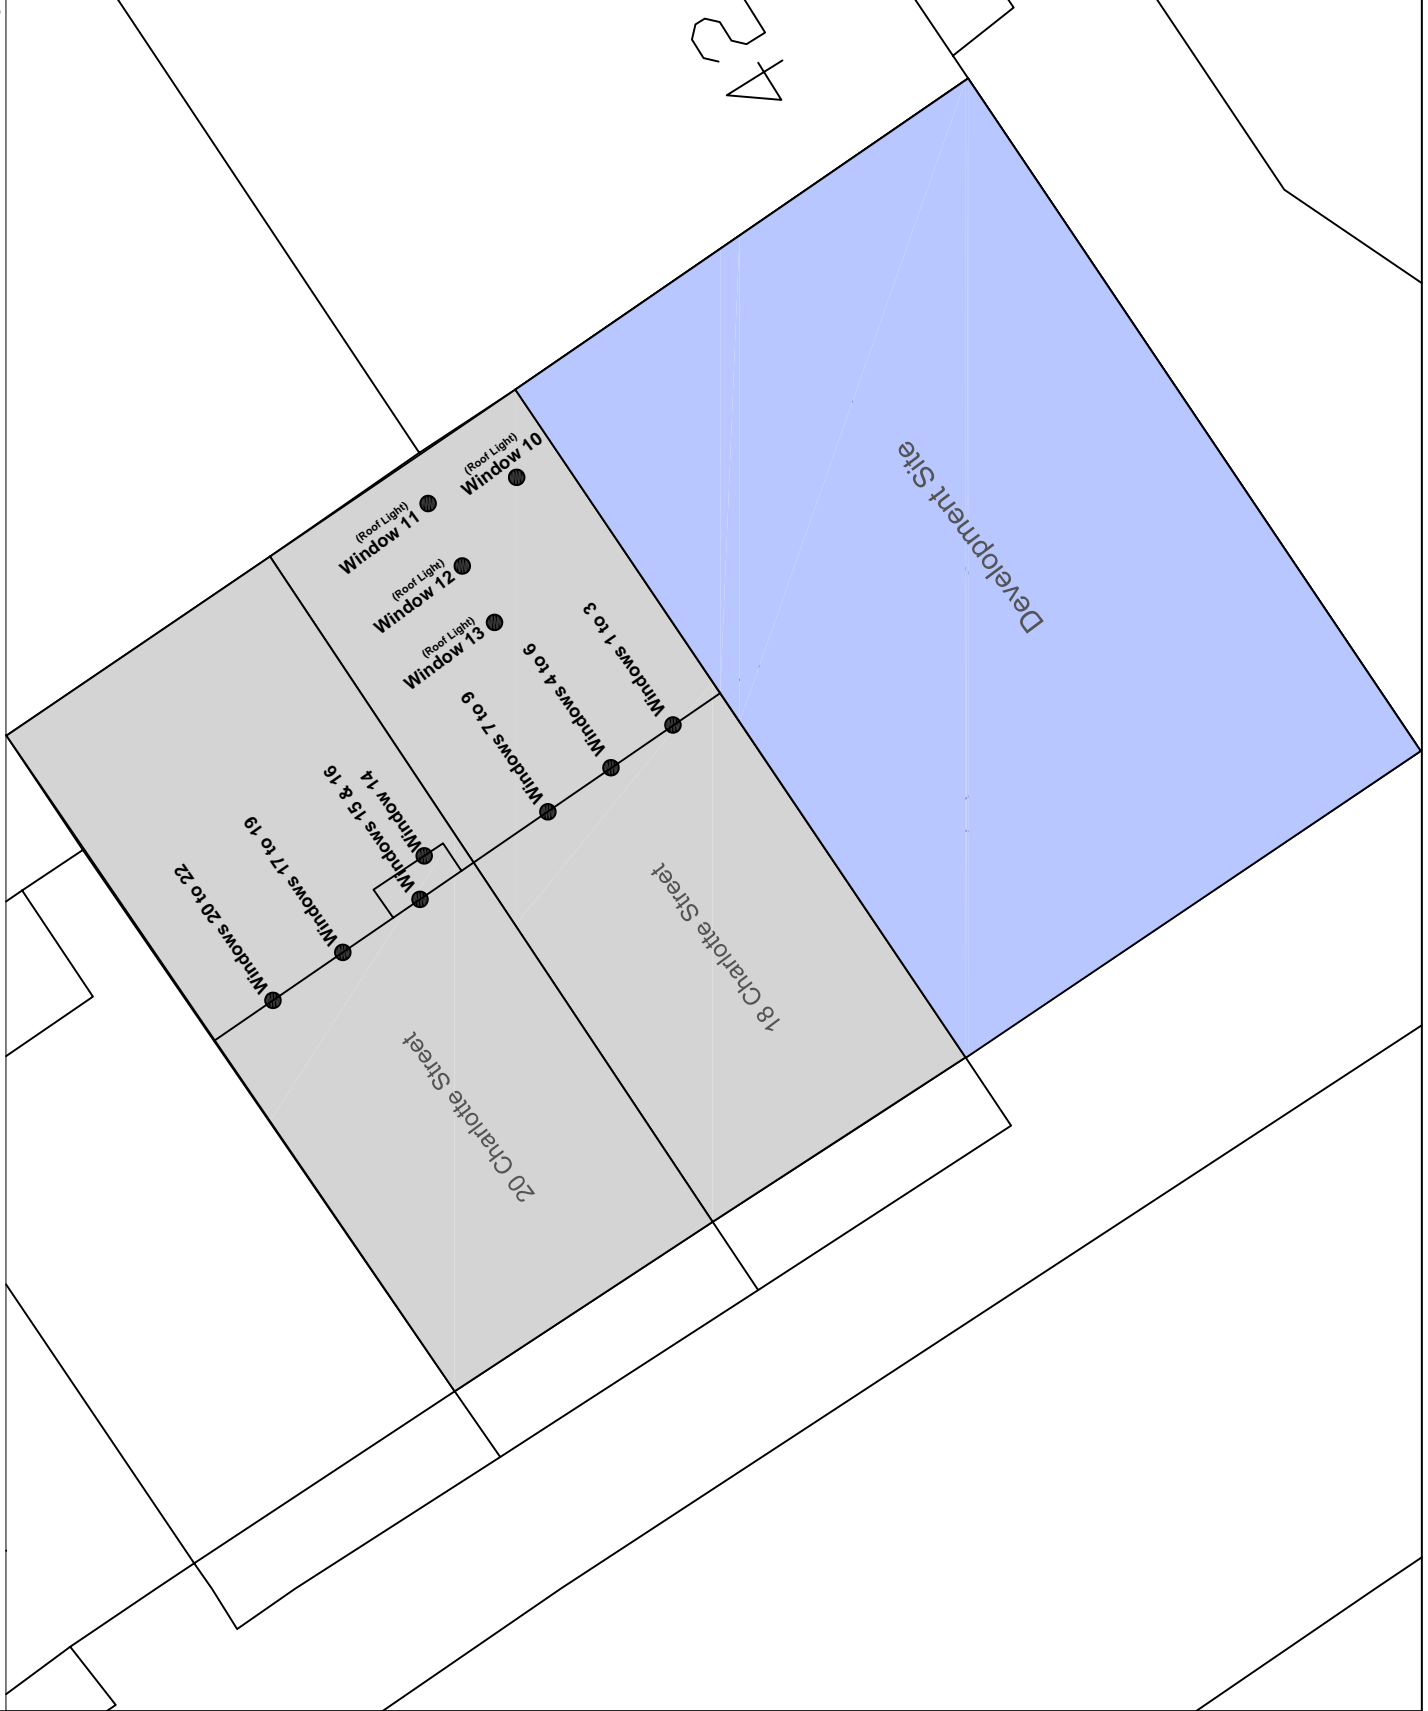 24
Development Site
(Roof Light)
Window 10
(Roof Light)
Window 11
(Roof Light)
Window 12
(Roof Light)
Window 13
Windows 1 to 3
Windows 4 to 6
Windows 7 to 9
Window 14
Windows 15 & 16
Windows 17 to 19
Windows 20 to 22
18 Charlotte Street
20 Charlotte Street